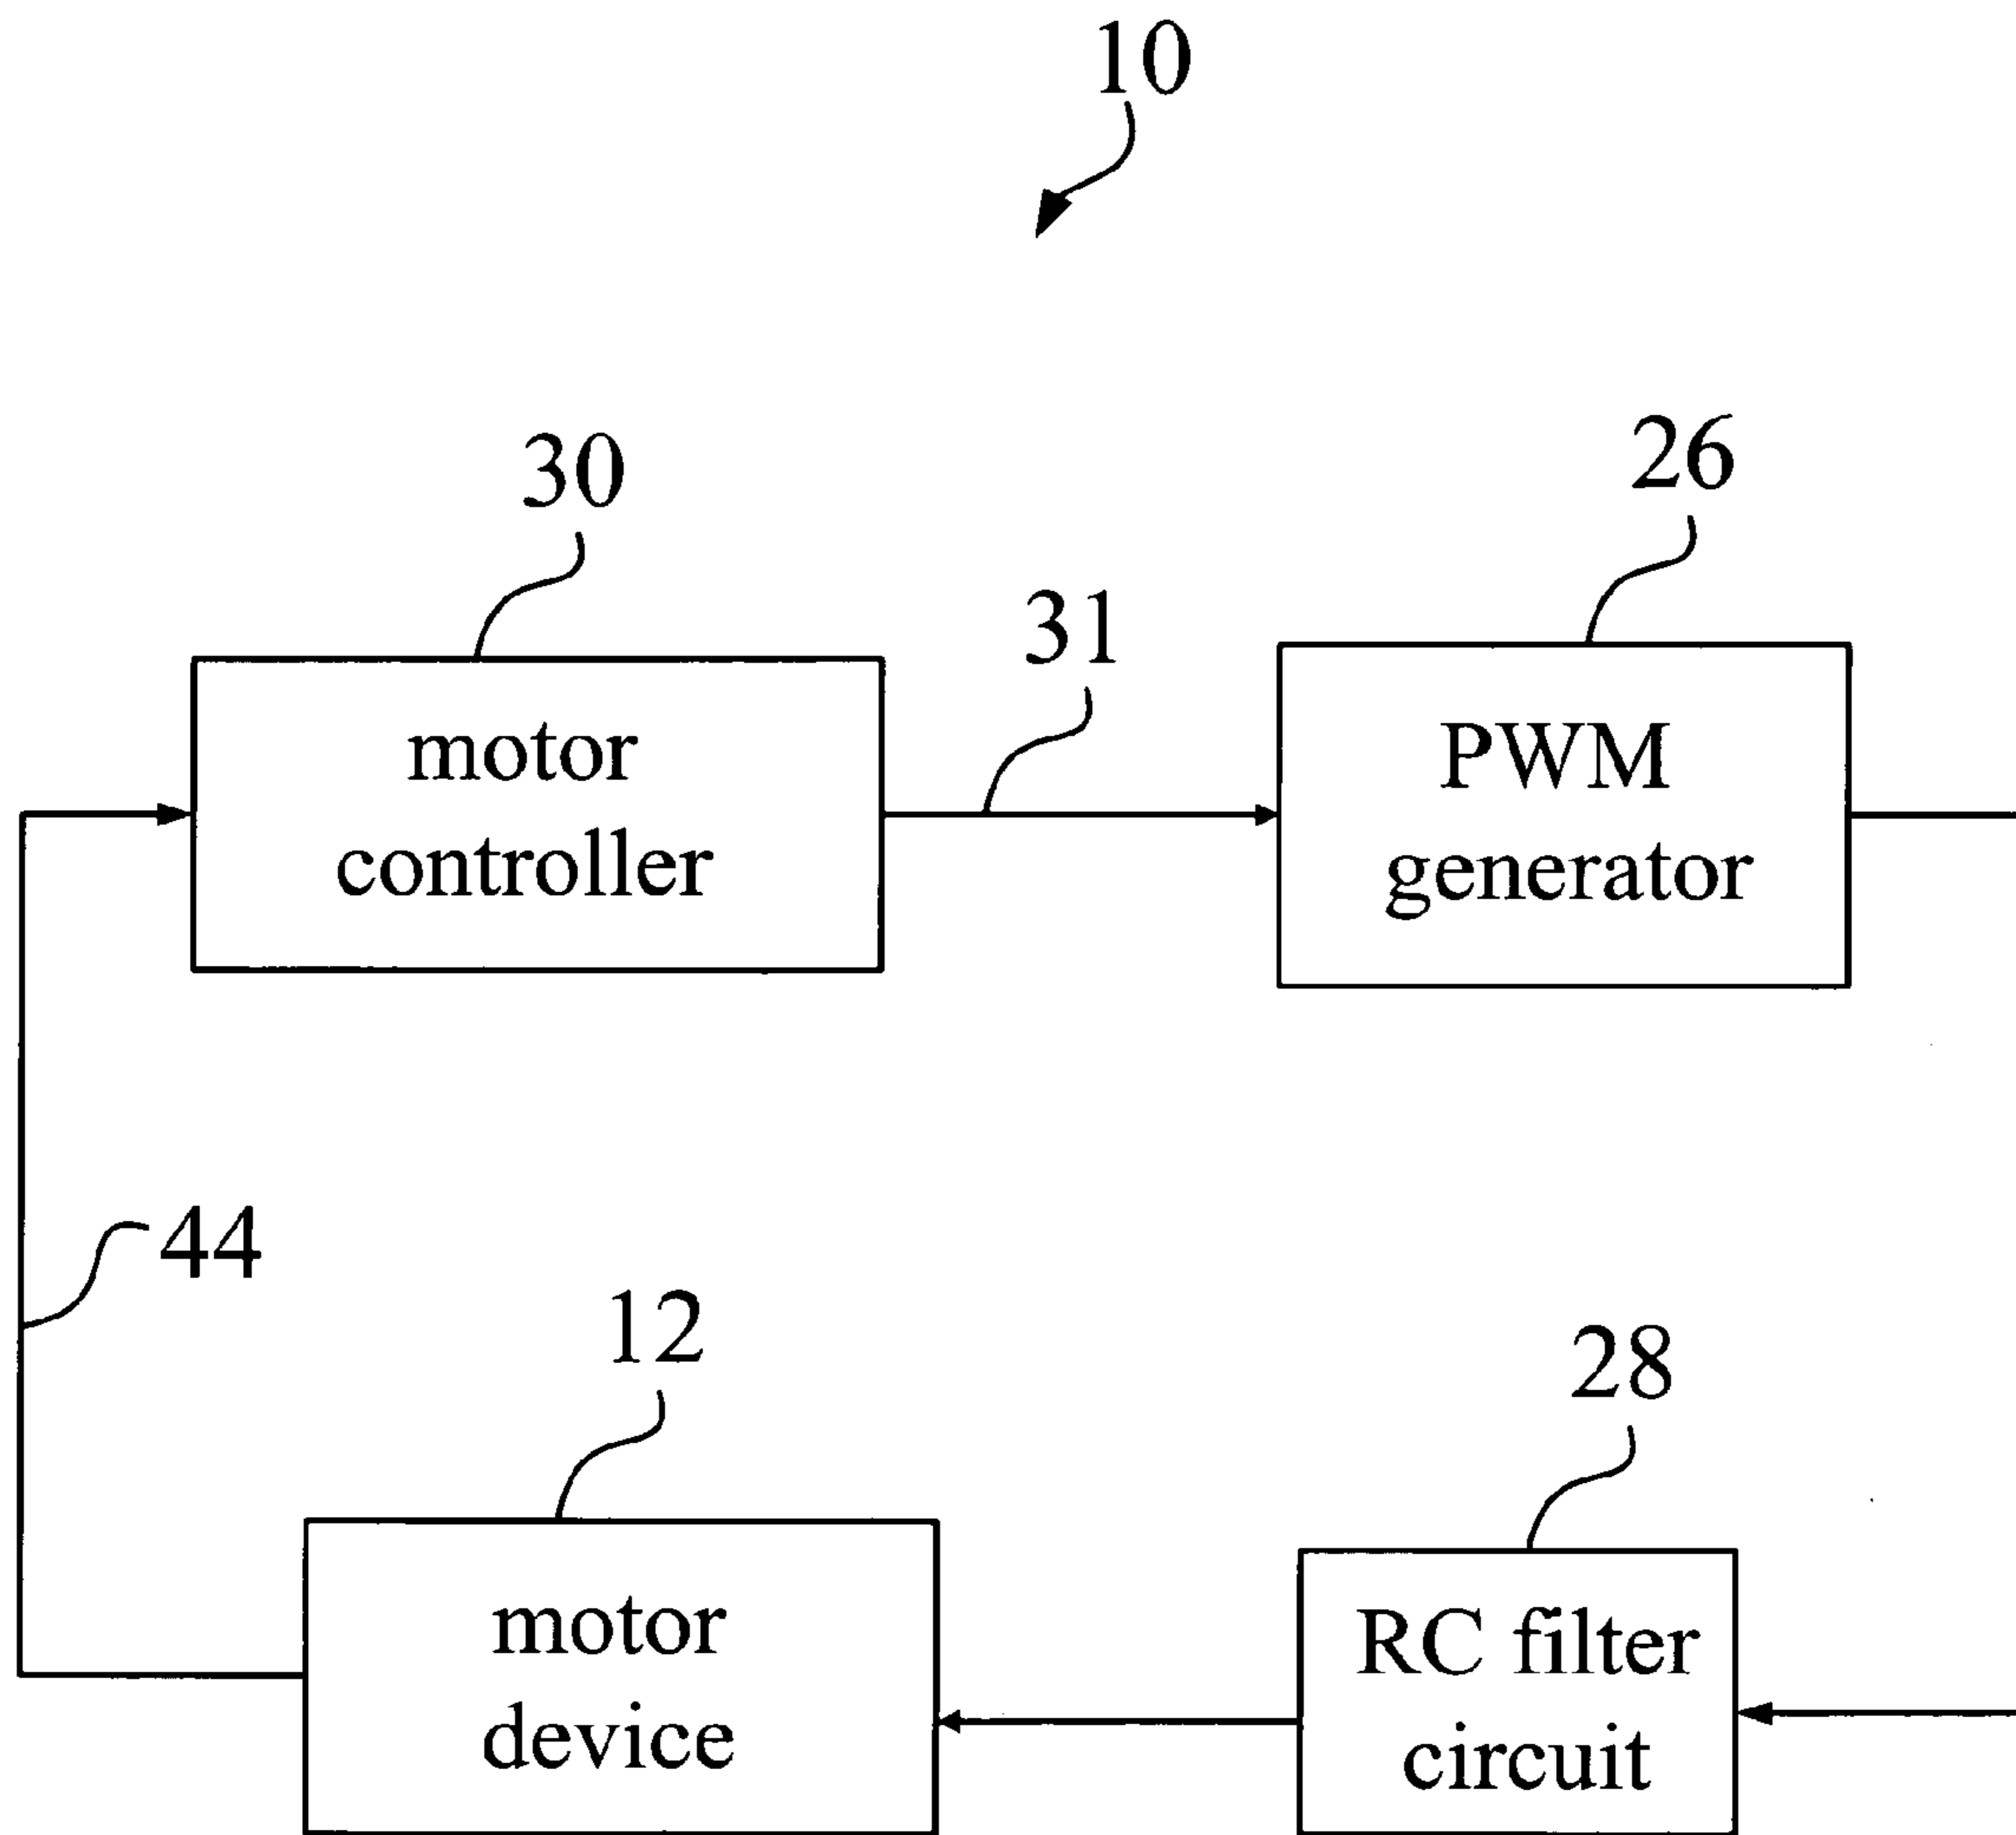 10
30
26
31
motor
controller
PWM
generator
44
12
28
motor
device
RC filter
circuit